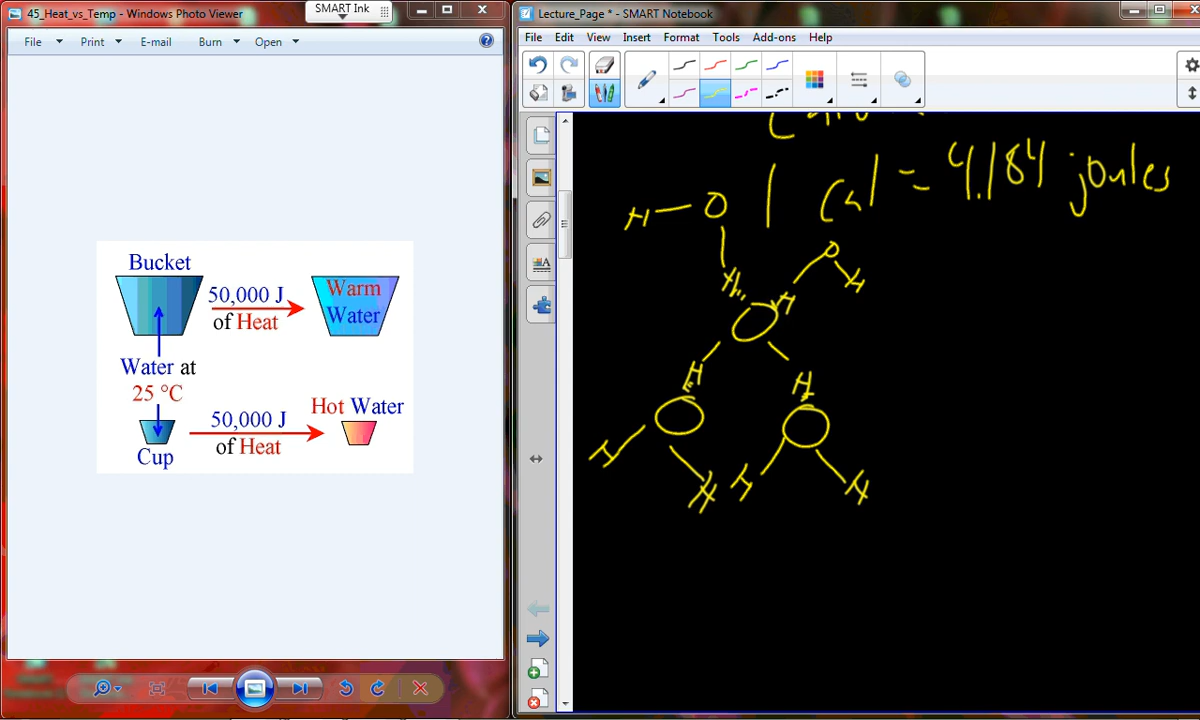 45_Heat_vs_Temp - Windows Photo Viewer
SMART Ink
File Print E-mail Burn Open
Bucket
50,000 J
of Heat
Warm
Water
Water at
25 °C
Cup
50,000 J
of Heat
Hot Water
Lecture_Page * - SMART Notebook
File Edit View Insert Format Tools Add-ons Help
1 Cal = 4.184 joules
H O
O
H H H
H H
H H H H